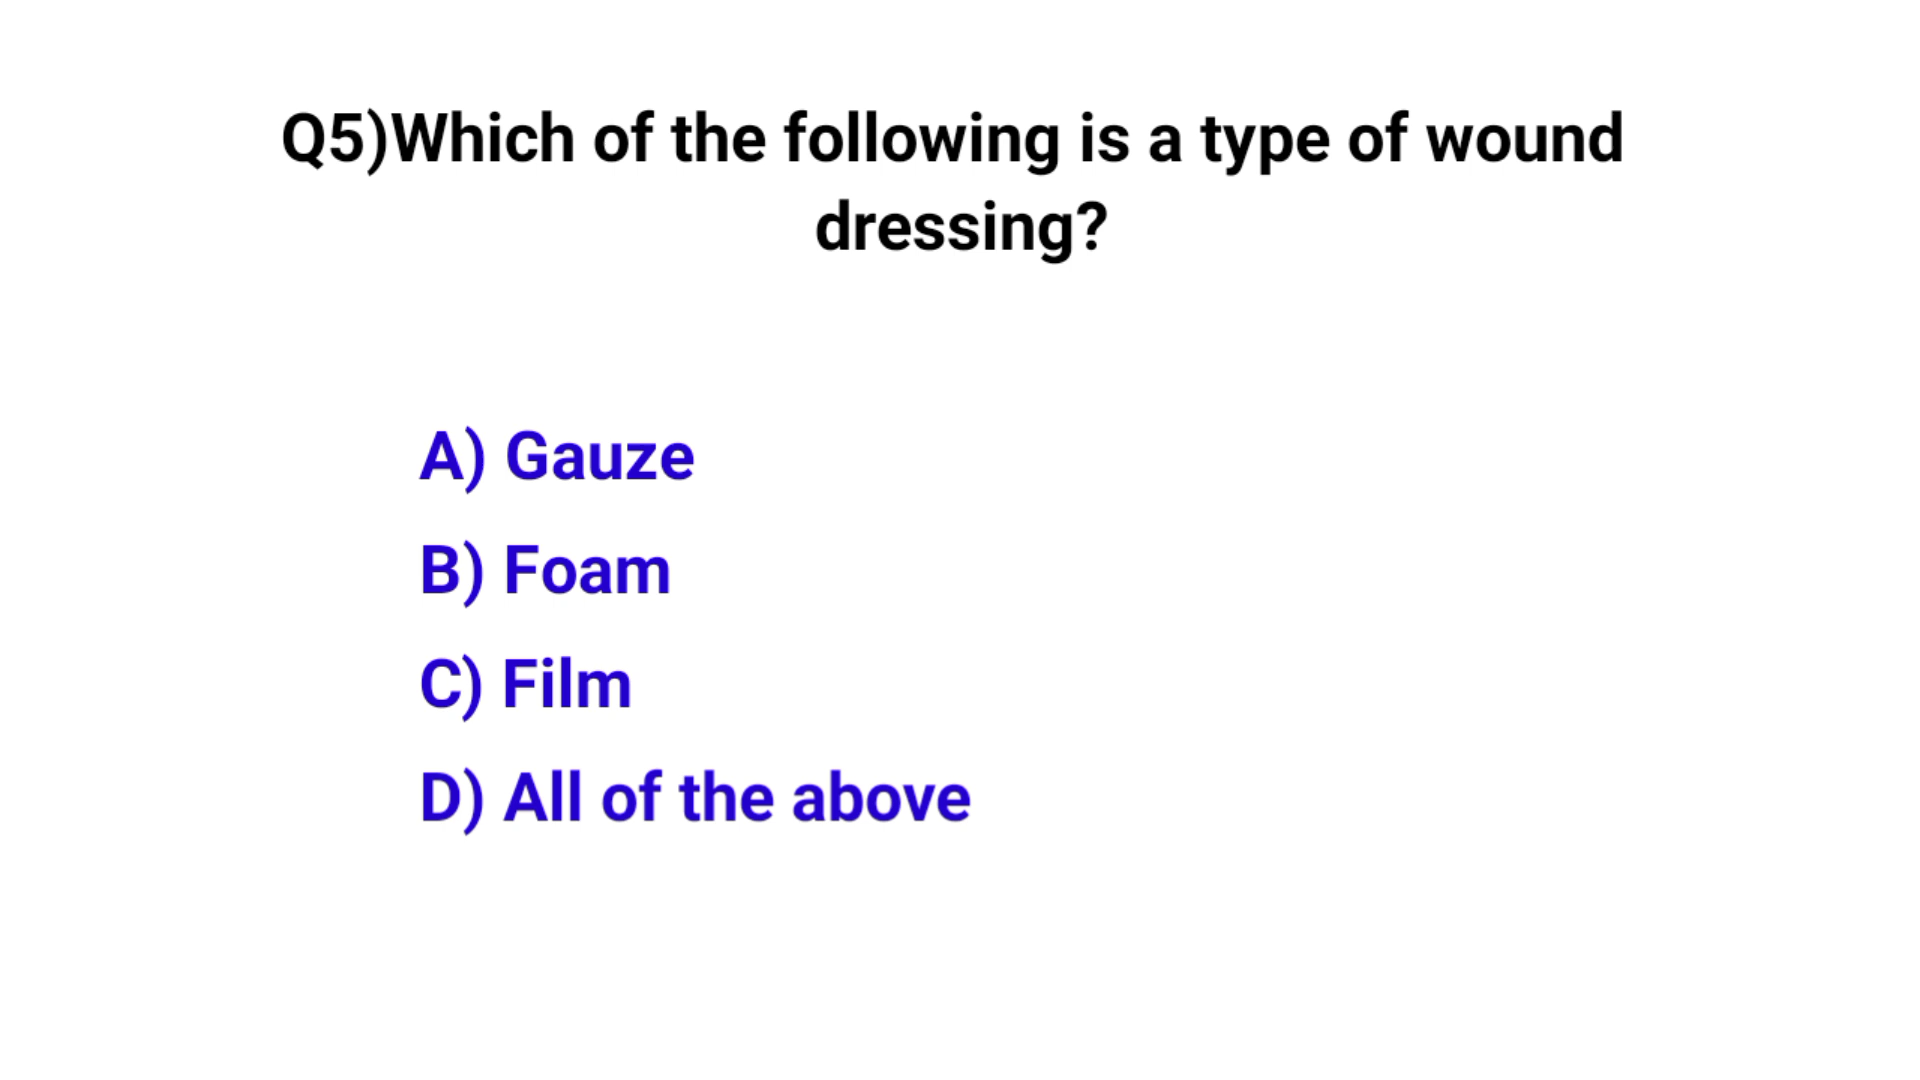 Q5)Which of the following is a type of wound
dressing?
A) Gauze
B) Foam
C) Film
D) All of the above